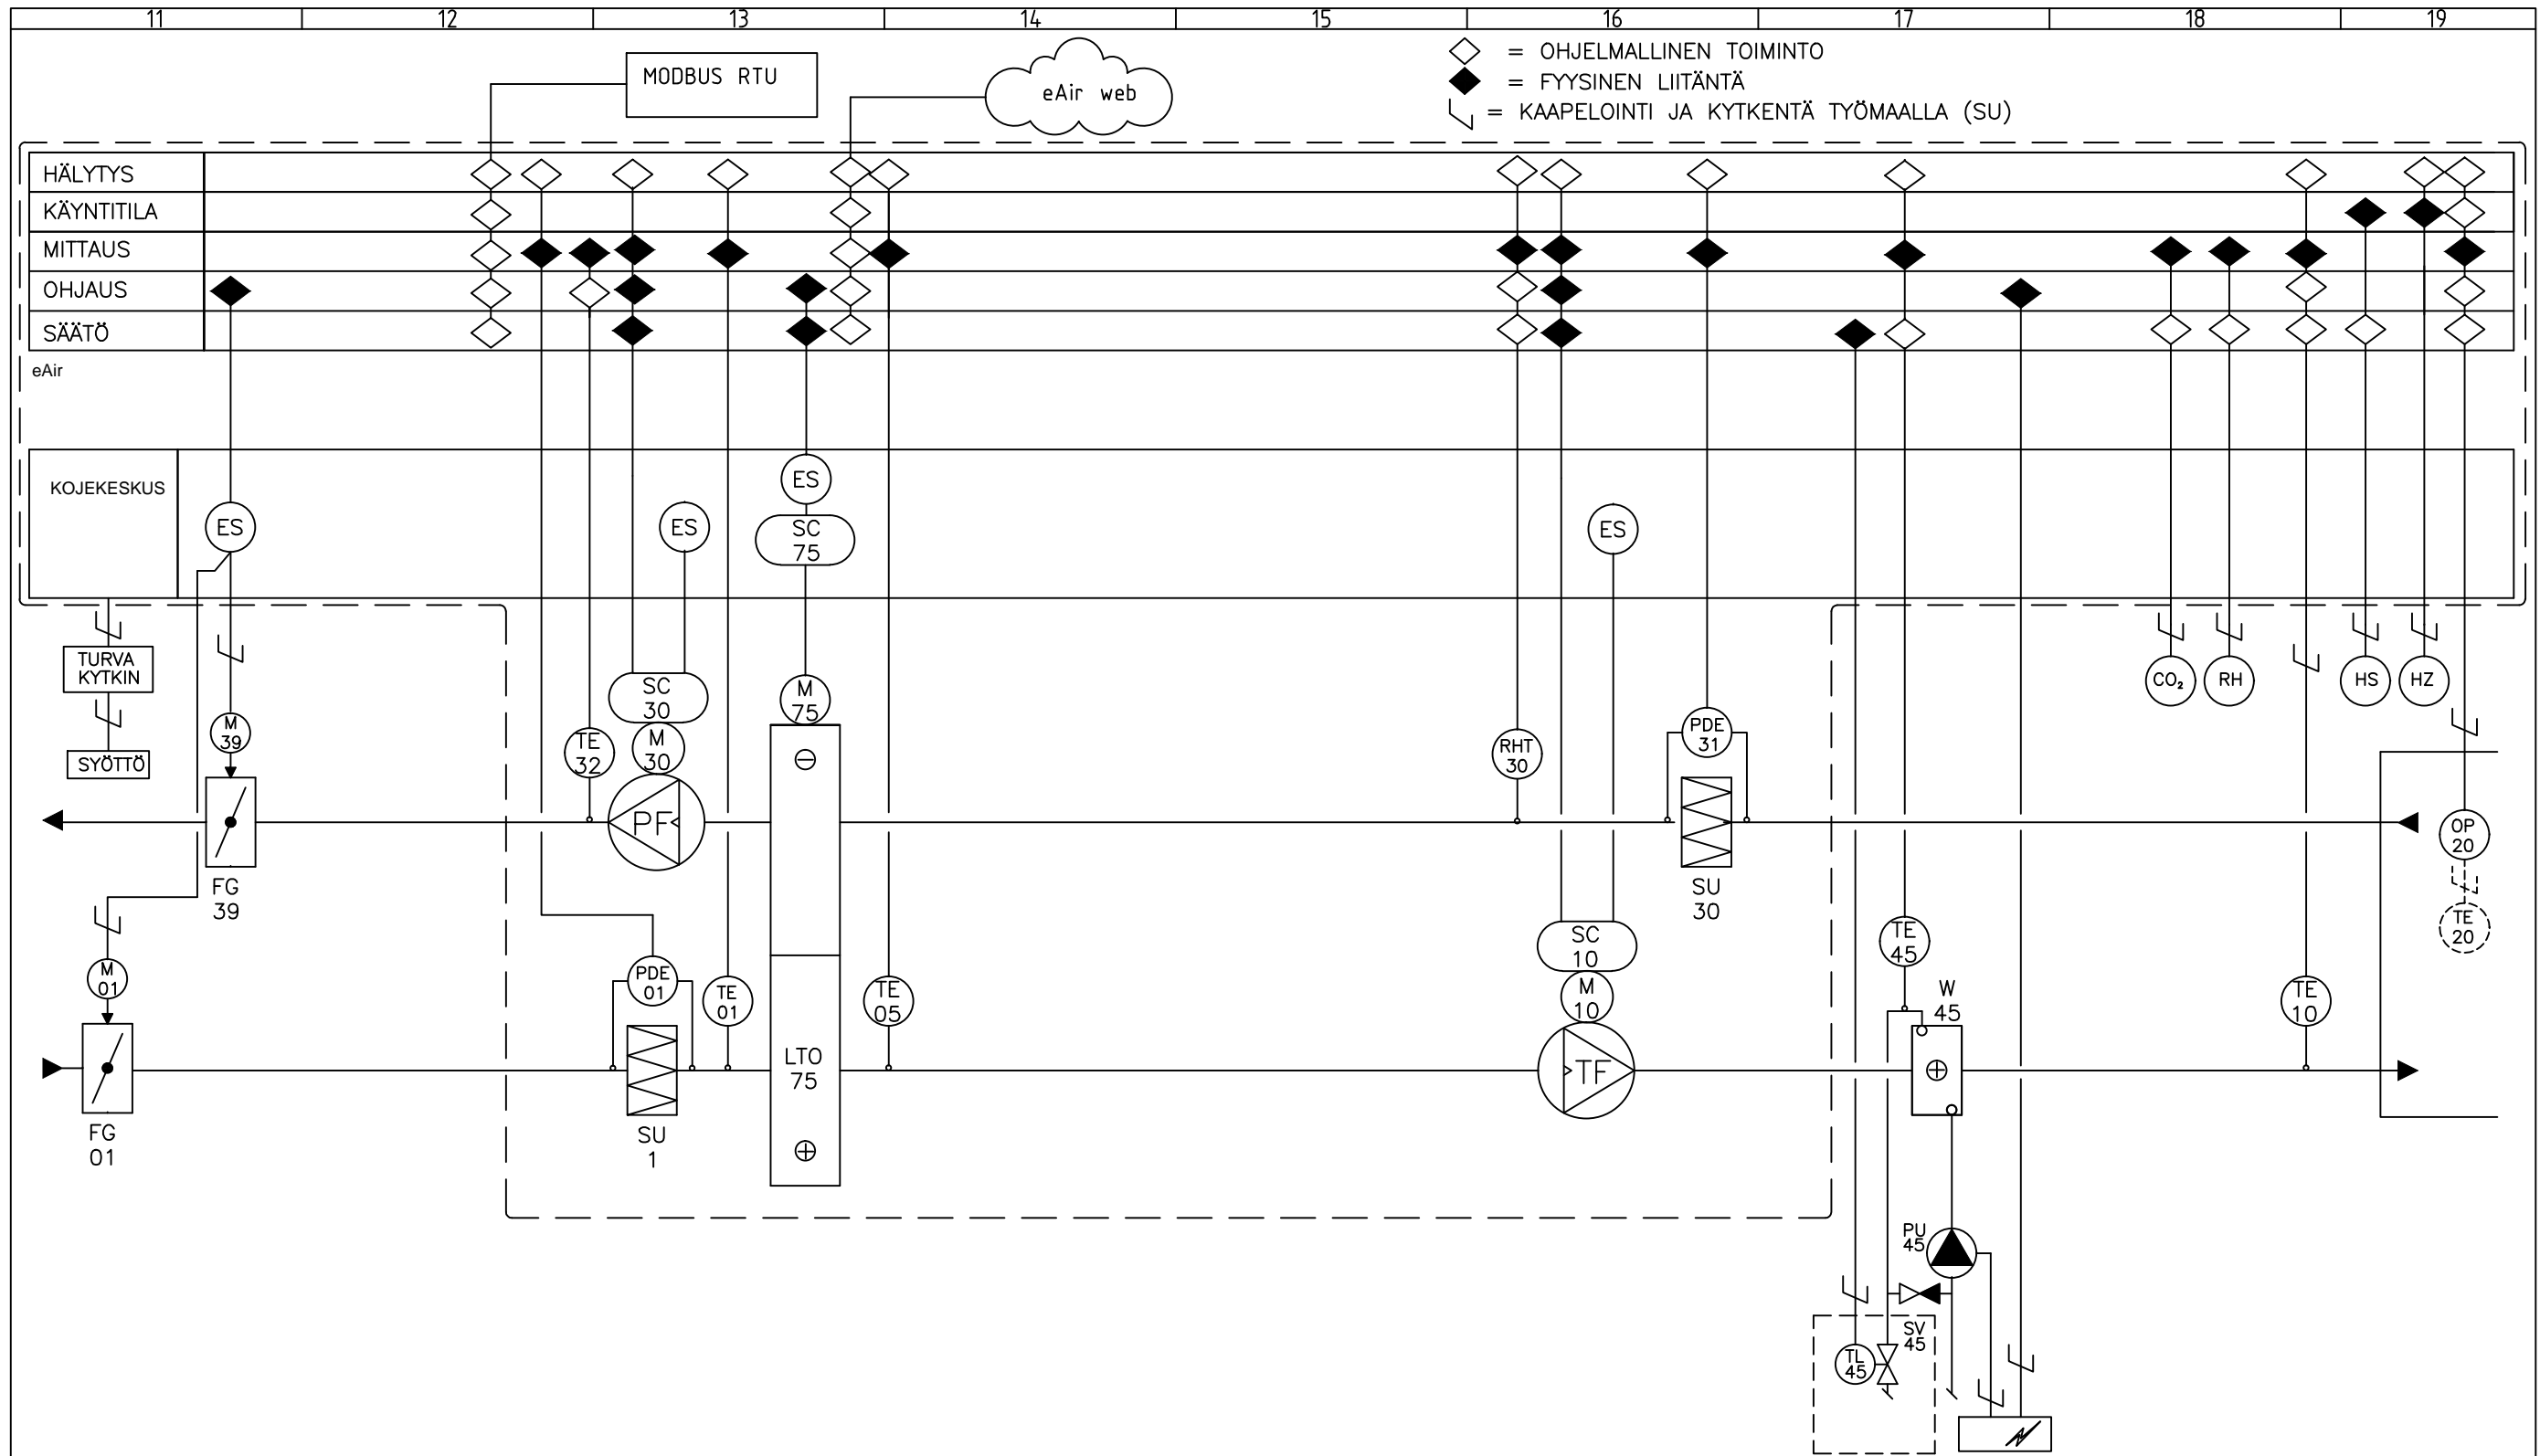 11 12 13 14 15 16 17 18 19
MODBUS RTU
eAir web
= OHJELMALLINEN TOIMINTO
= FYYSINEN LIITÄNTÄ
= KAAPELOINTI JA KYTKENTÄ TYÖMAALLA (SU)
HÄLYTYS
KÄYNTITILA
MITTAUS
OHJAUS
SÄÄTÖ
eAir
KOJEKESKUS
ES
ES
ES
SC
75
ES
TURVA
KYTKIN
SYÖTTÖ
M
39
TE
32
SC
30
M
30
M
75
RHT
30
PDE
31
CO₂
RH
HS
HZ
PF
OP
20
TE
20
FG
39
SU
30
M
01
PDE
01
TE
01
TE
05
SC
10
M
10
TE
45
W
45
TE
10
LTO
75
TF
FG
01
SU
1
PU
45
SV
45
TL
45